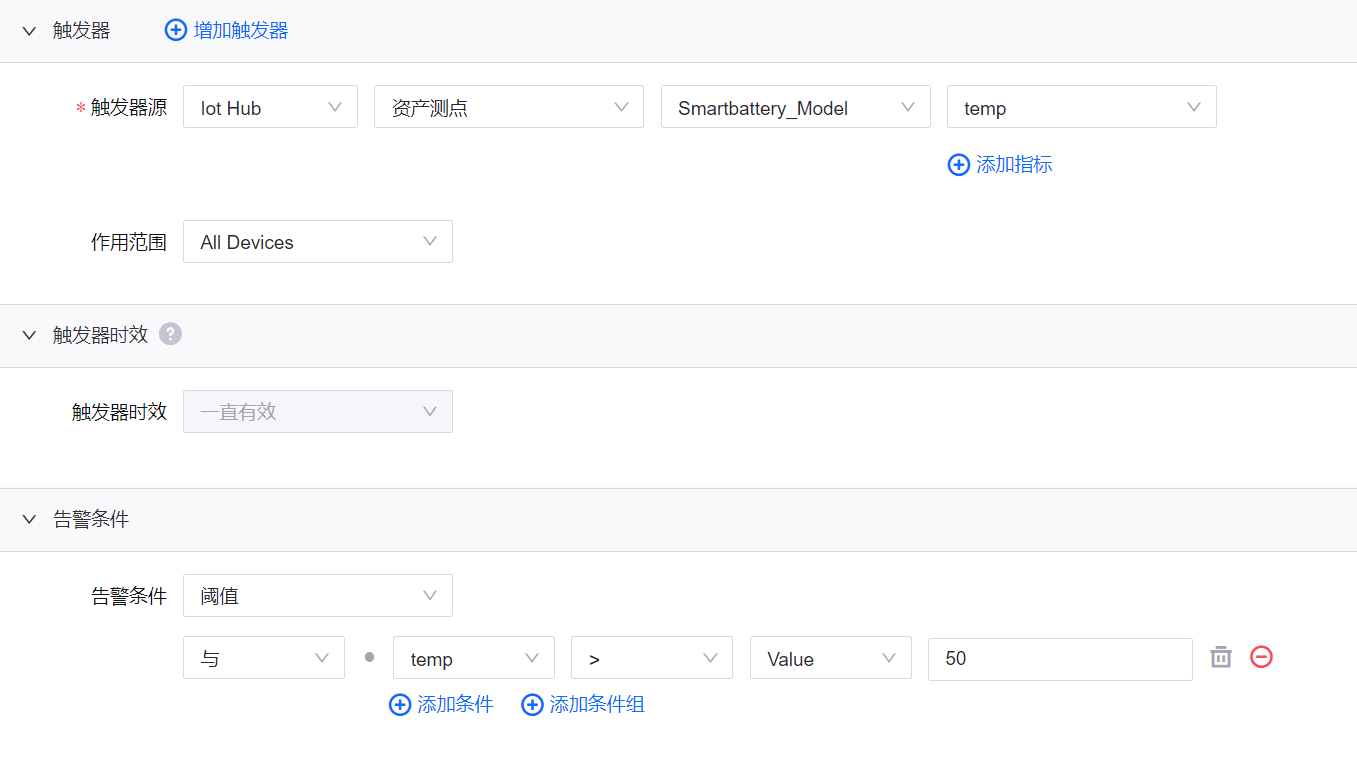 触发器 增加触发器
* 触发器源 Iot Hub 资产测点 Smartbattery_Model temp
添加指标
作用范围 All Devices
触发器时效 ?
触发器时效 一直有效
告警条件
告警条件 阈值
与 temp > Value 50
添加条件 添加条件组